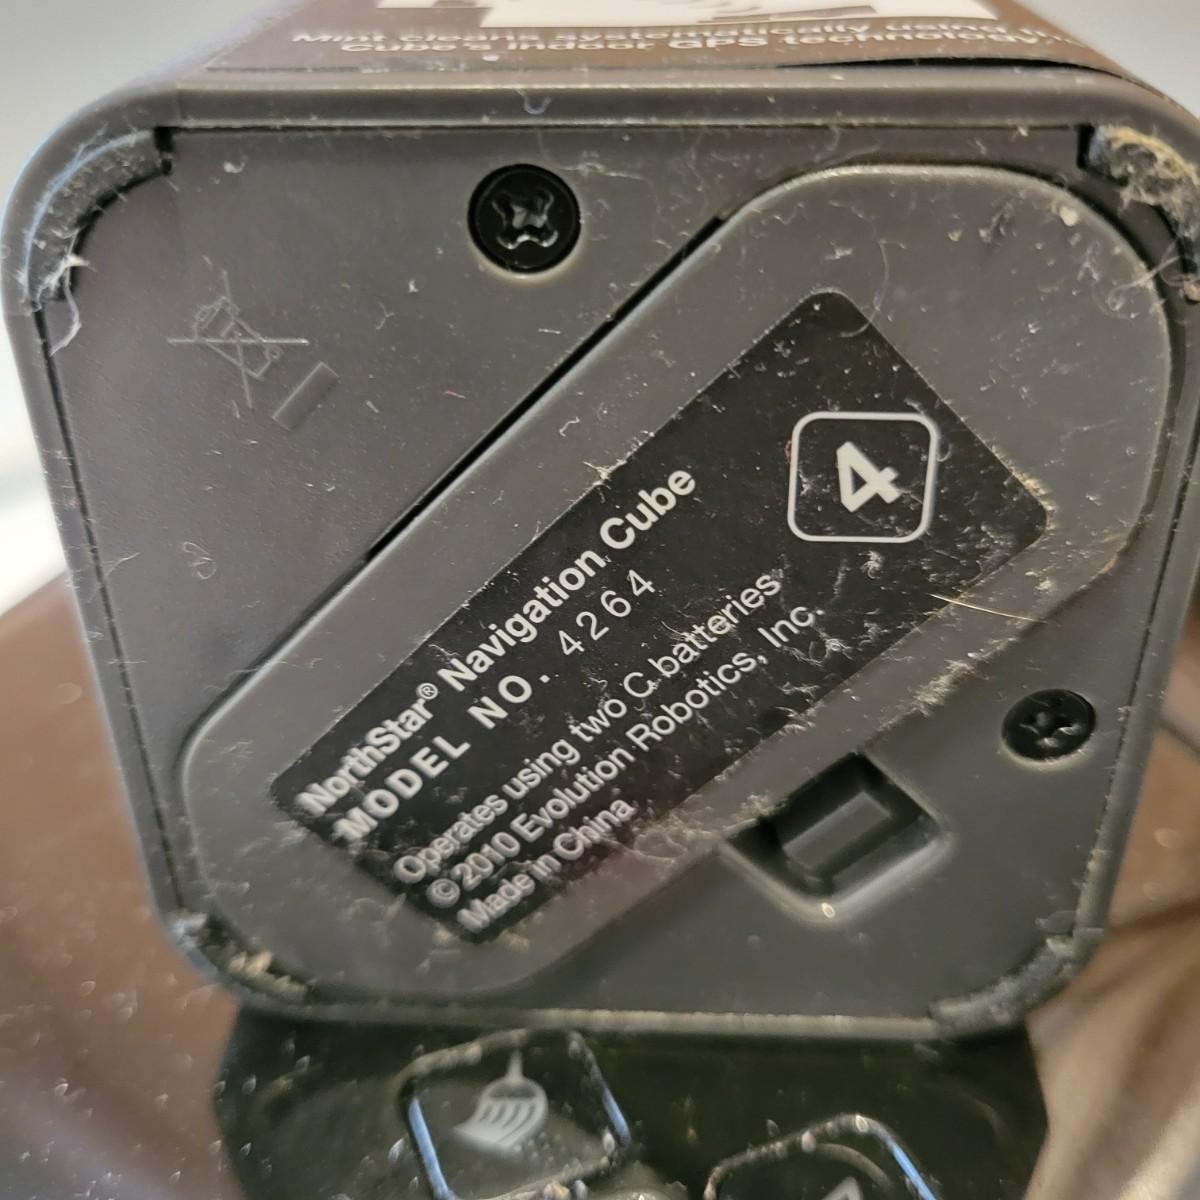 Mint cleans systematically using
cube's indoor GPS technology.
4
NorthStar® Navigation Cube
MODEL NO. 4264
Operates using two C batteries
© 2010 Evolution Robotics, Inc.
Made in China